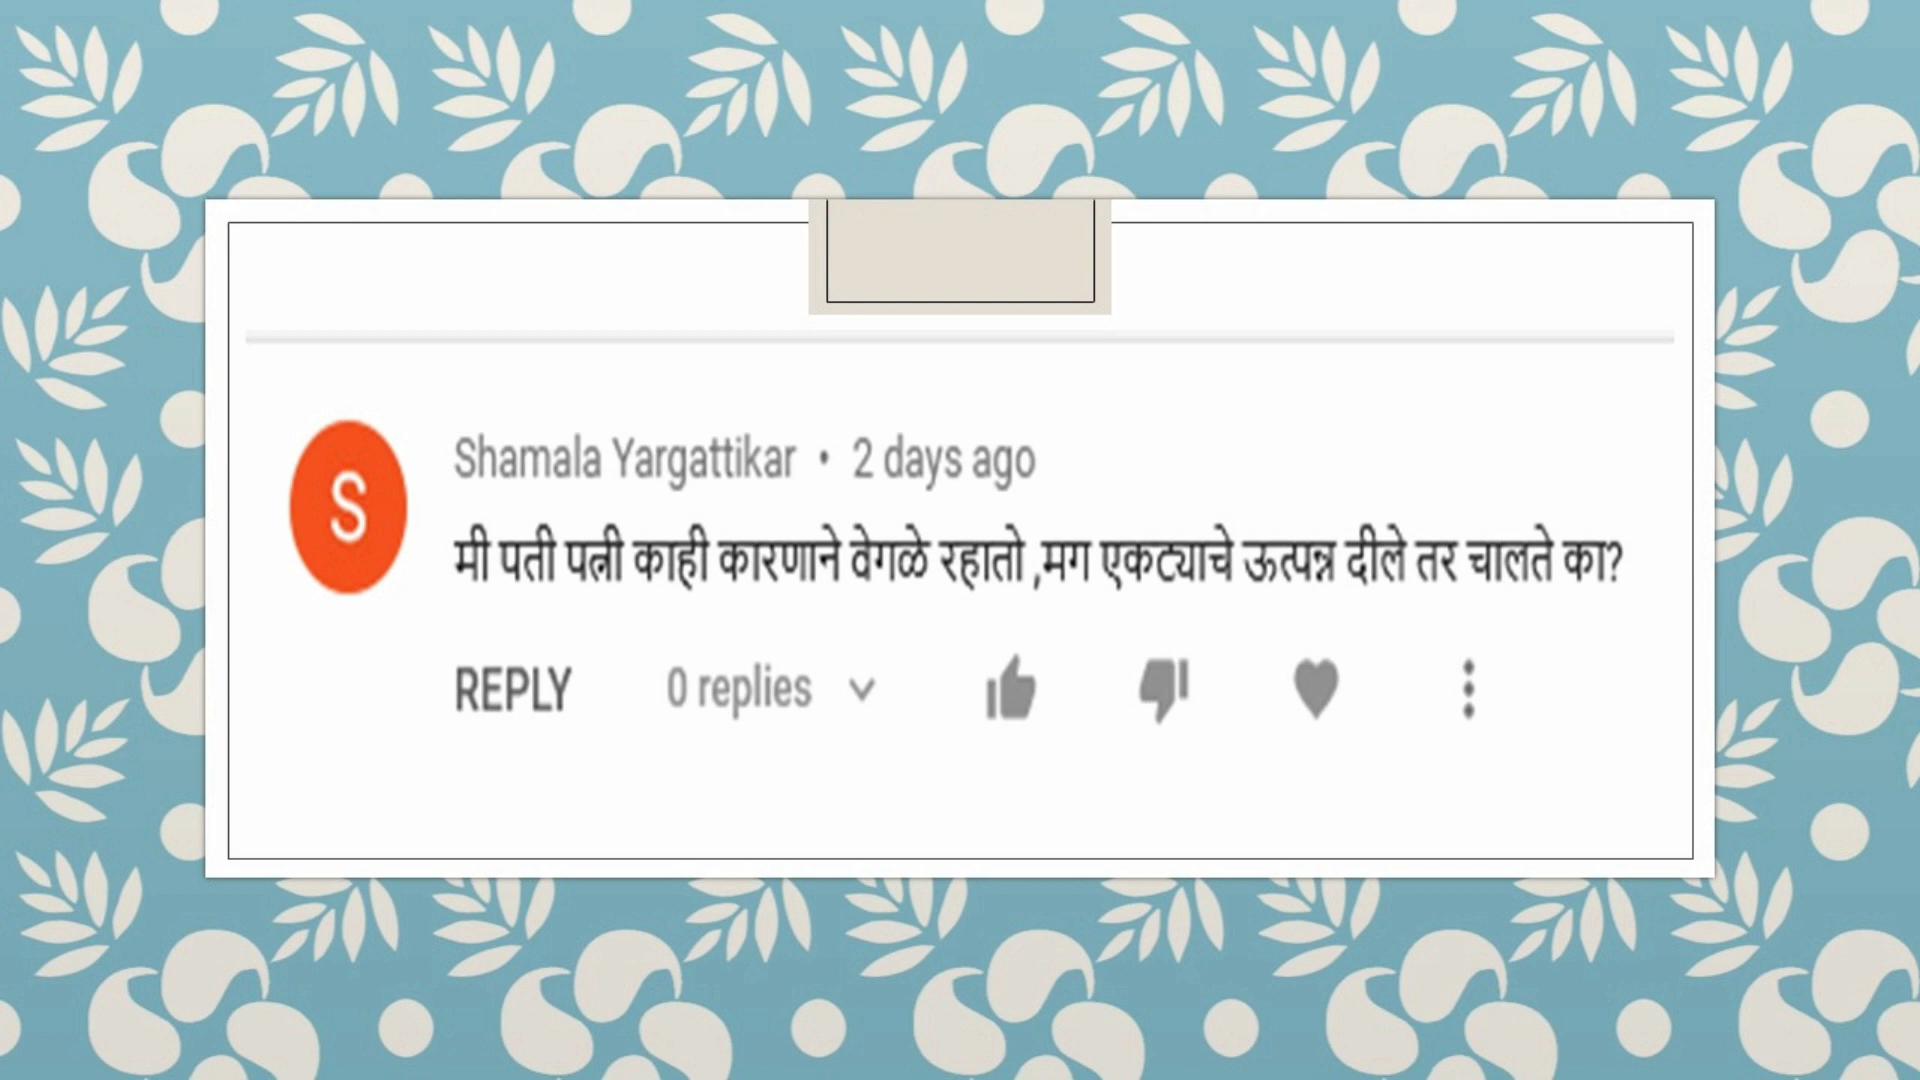 S
Shamala Yargattikar • 2 days ago
मी पती पत्नी काही कारणाने वेगळे रहातो ,मग एकट्याचे ऊत्पन्न दीले तर चालते का?
REPLY 0 replies